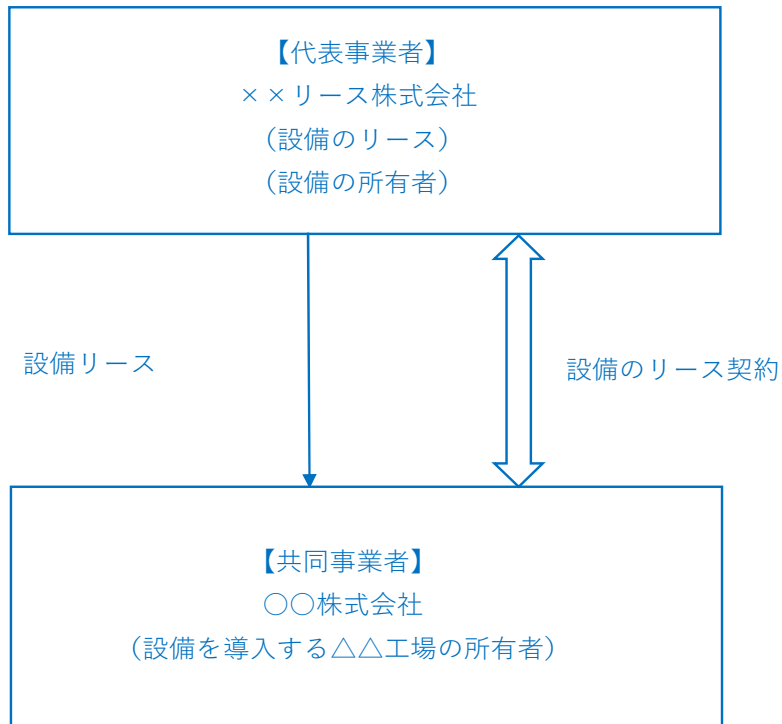 【代表事業者】
××リース株式会社
（設備のリース）
（設備の所有者）
設備リース
設備のリース契約
【共同事業者】
○○株式会社
（設備を導入する△△工場の所有者）